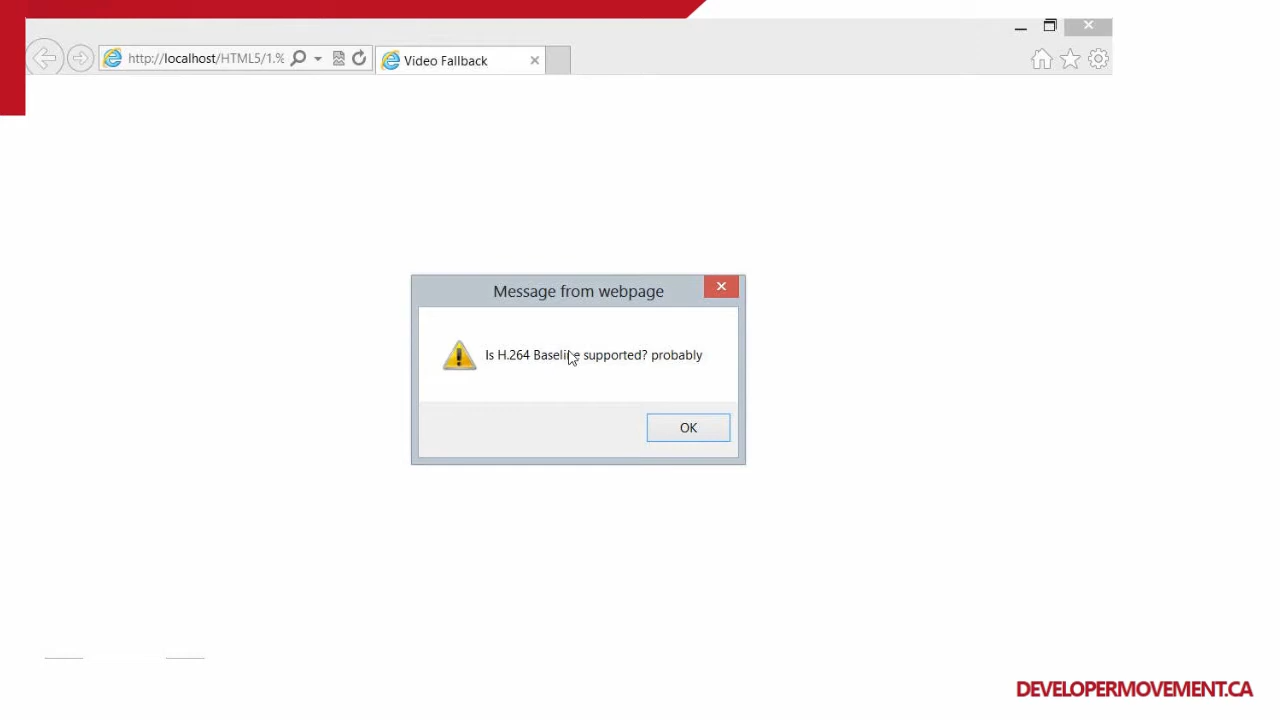 http://localhost/HTML5/1.%
Video Fallback
Message from webpage
Is H.264 Baseline supported? probably
OK
DEVELOPERMOVEMENT.CA